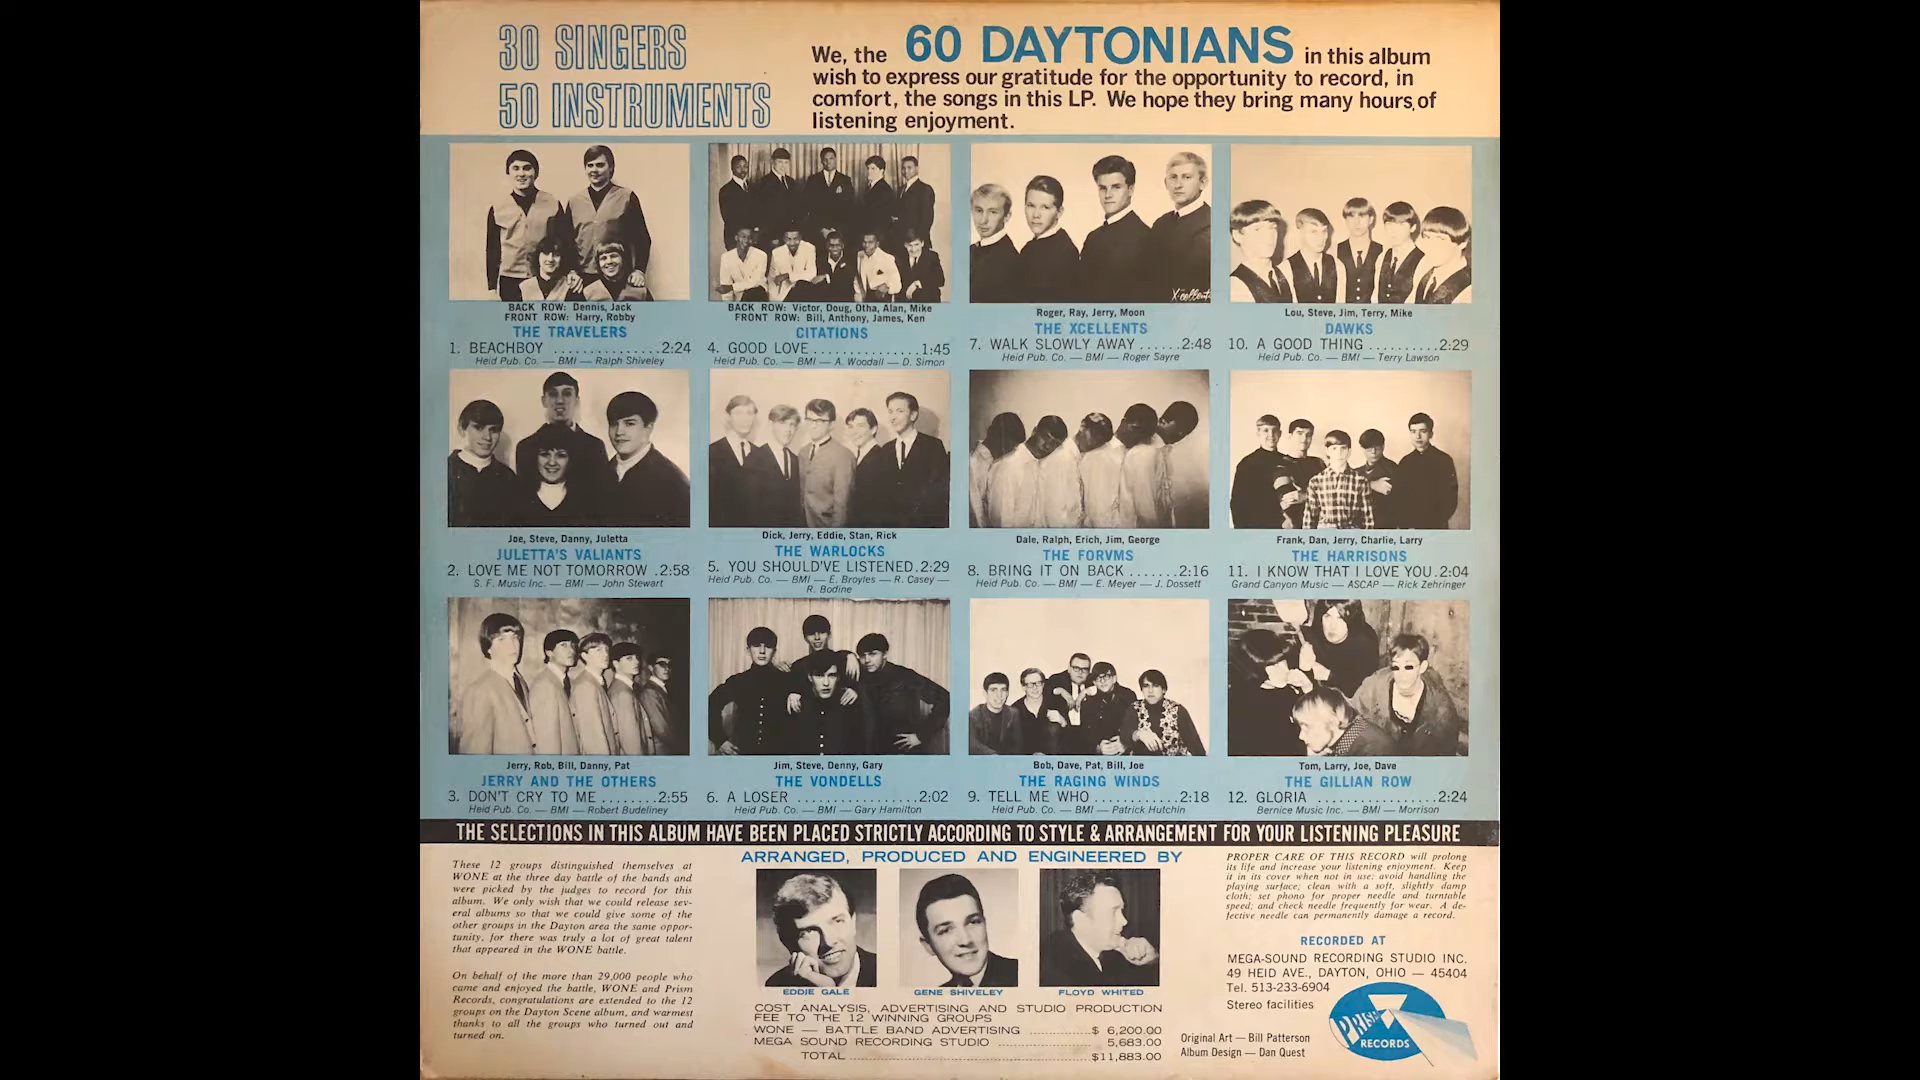 30 SINGERS
50 INSTRUMENTS
We, the 60 DAYTONIANS in this album
wish to express our gratitude for the opportunity to record, in
comfort, the songs in this LP. We hope they bring many hours of
listening enjoyment.
BACK ROW: Dennis, Jack
FRONT ROW: Harry, Robby
THE TRAVELERS
1. BEACHBOY ...............2:24
Heid Pub. Co. — BMI — Ralph Shiveley
BACK ROW: Victor, Doug, Otha, Alan, Mike
FRONT ROW: Bill, Anthony, James, Ken
CITATIONS
4. GOOD LOVE ...............1:45
Heid Pub. Co. — BMI — A. Woodall — D. Simon
X-cellents
Roger, Ray, Jerry, Moon
THE XCELLENTS
7. WALK SLOWLY AWAY ......2:48
Heid Pub. Co. — BMI — Roger Sayre
Lou, Steve, Jim, Terry, Mike
DAWKS
10. A GOOD THING ..........2:29
Heid Pub. Co. — BMI — Terry Lawson
Joe, Steve, Danny, Juletta
JULETTA'S VALIANTS
2. LOVE ME NOT TOMORROW .2:58
S. F. Music Inc. — BMI — John Stewart
Dick, Jerry, Eddie, Stan, Rick
THE WARLOCKS
5. YOU SHOULD'VE LISTENED.2:29
Heid Pub. Co. — BMI — E. Broyles — R. Casey —
R. Bodine
Dale, Ralph, Erich, Jim, George
THE FORVMS
8. BRING IT ON BACK .......2:16
Heid Pub. Co. — BMI — E. Meyer — J. Dossett
Frank, Dan, Jerry, Charlie, Larry
THE HARRISONS
11. I KNOW THAT I LOVE YOU.2:04
Grand Canyon Music — ASCAP — Rick Zehringer
Jerry, Rob, Bill, Danny, Pat
JERRY AND THE OTHERS
3. DON'T CRY TO ME ........2:55
Heid Pub. Co. — BMI — Robert Budeliney
Jim, Steve, Denny, Gary
THE VONDELLS
6. A LOSER .................2:02
Heid Pub. Co. — BMI — Gary Hamilton
Bob, Dave, Pat, Bill, Joe
THE RAGING WINDS
9. TELL ME WHO ............2:18
Heid Pub. Co. — BMI — Patrick Hutchin
Tom, Larry, Joe, Dave
THE GILLIAN ROW
12. GLORIA .................2:24
Bernice Music Inc. — BMI — Morrison
THE SELECTIONS IN THIS ALBUM HAVE BEEN PLACED STRICTLY ACCORDING TO STYLE & ARRANGEMENT FOR YOUR LISTENING PLEASURE
These 12 groups distinguished themselves at
WONE at the three day battle of the bands and
were picked by the judges to record for this
album. We only wish that we could release sev-
eral albums so that we could give some of the
other groups in the Dayton area the same oppor-
tunity, for there was truly a lot of great talent
that appeared in the WONE battle.
On behalf of the more than 29,000 people who
came and enjoyed the battle, WONE and Prism
Records, congratulations are extended to the 12
groups on the Dayton Scene album, and warmest
thanks to all the groups who turned out and
turned on.
ARRANGED, PRODUCED AND ENGINEERED BY
EDDIE GALE GENE SHIVELEY FLOYD WHITED
COST ANALYSIS, ADVERTISING AND STUDIO PRODUCTION
FEE TO THE 12 WINNING GROUPS
WONE — BATTLE BAND ADVERTISING ............ $ 6,200.00
MEGA SOUND RECORDING STUDIO ............ 5,683.00
TOTAL ............ $11,883.00
PROPER CARE OF THIS RECORD will prolong
its life and increase your listening enjoyment. Keep
it in its cover when not in use; avoid handling the
playing surface; clean with a soft, slightly damp
cloth; set phono for proper needle and turntable
speed; and check needle frequently for wear. A de-
fective needle can permanently damage a record.
RECORDED AT
MEGA-SOUND RECORDING STUDIO INC.
49 HEID AVE., DAYTON, OHIO — 45404
Tel. 513-233-6904
Stereo facilities
Original Art — Bill Patterson
Album Design — Dan Quest
PRISM
RECORDS